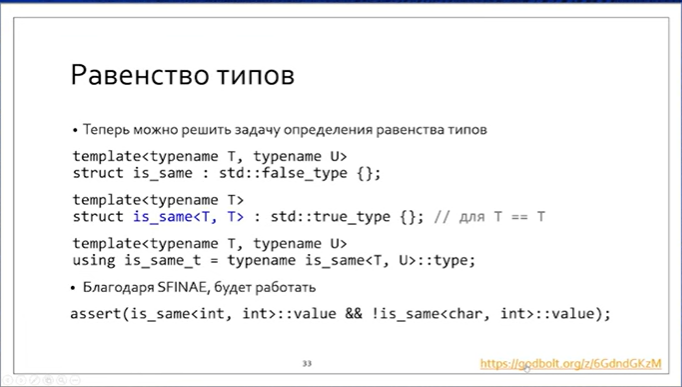 Равенство типов
• Теперь можно решить задачу определения равенства типов
template<typename T, typename U>
struct is_same : std::false_type {};
template<typename T>
struct is_same<T, T> : std::true_type {}; // для T == T
template<typename T, typename U>
using is_same_t = typename is_same<T, U>::type;
• Благодаря SFINAE, будет работать
assert(is_same<int, int>::value && !is_same<char, int>::value);
33
https://godbolt.org/z/6GdndGKzM